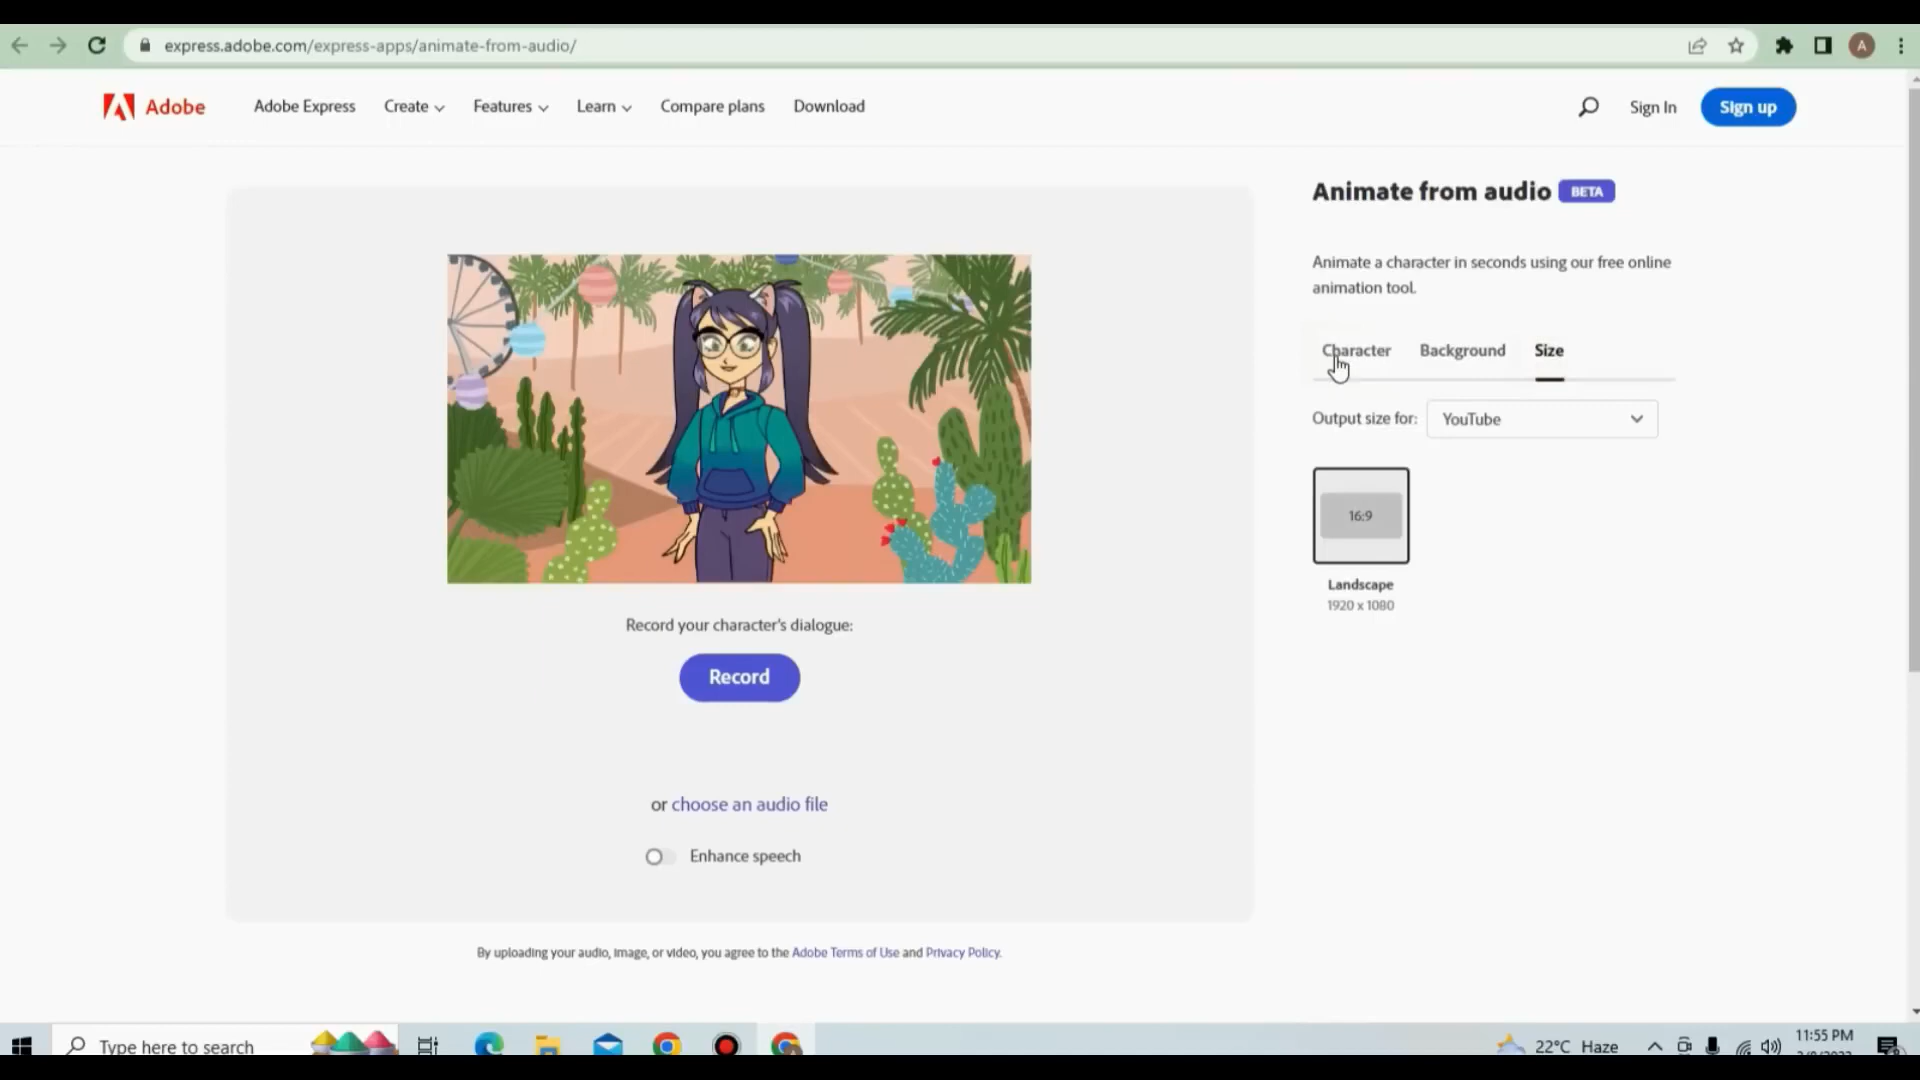 express.adobe.com/express-apps/animate-from-audio/
A
Adobe
Adobe Express
Create
Features
Learn
Compare plans
Download
Sign In
Sign up
Animate from audio BETA
Animate a character in seconds using our free online
animation tool.
Character
Background
Size
Output size for:
YouTube
16:9
Landscape
1920 x 1080
Record your character's dialogue:
Record
or choose an audio file
Enhance speech
By uploading your audio, image, or video, you agree to the Adobe Terms of Use and Privacy Policy.
Type here to search
22°C Haze
11:55 PM